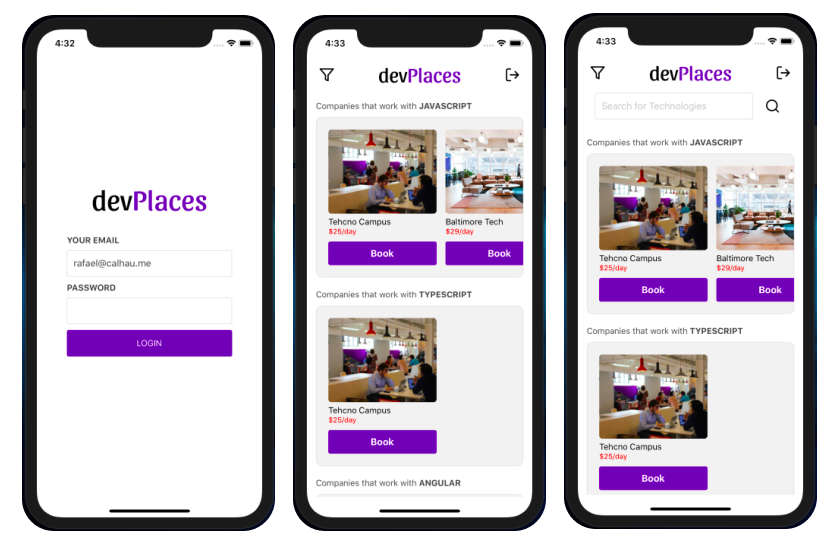 4:32
devPlaces
YOUR EMAIL
rafael@calhau.me
PASSWORD
LOGIN
4:33
devPlaces
Companies that work with JAVASCRIPT
Tehcno Campus
$25/day
Book
Baltimore Tech
$29/day
Book
Companies that work with TYPESCRIPT
Tehcno Campus
$25/day
Book
Companies that work with ANGULAR
4:33
devPlaces
Search for Technologies
Companies that work with JAVASCRIPT
Tehcno Campus
$25/day
Book
Baltimore Tech
$29/day
Book
Companies that work with TYPESCRIPT
Tehcno Campus
$25/day
Book